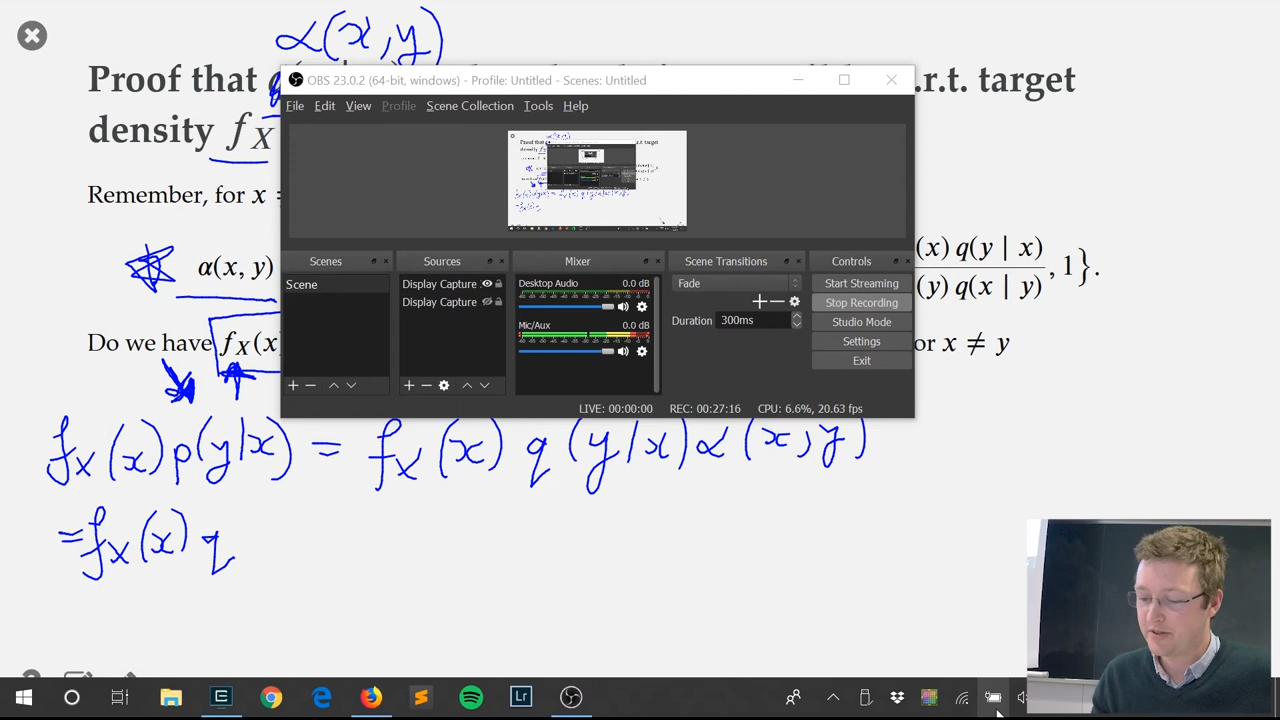 α(x, y)
Proof that
.r.t. target
density f_X
Remember, for x =
α(x, y)
(x) q(y | x)
(y) q(x | y)
, 1}.
Do we have f_X(x
or x ≠ y
f_X(x) p(y|x) = f_X(x) q(y|x) α(x,y)
= f_X(x) q
OBS 23.0.2 (64-bit, windows) - Profile: Untitled - Scenes: Untitled
File Edit View Profile Scene Collection Tools Help
Scenes
Scene
Sources
Display Capture
Display Capture
Mixer
Desktop Audio 0.0 dB
Mic/Aux 0.0 dB
Scene Transitions
Fade
Duration 300ms
Controls
Start Streaming
Stop Recording
Studio Mode
Settings
Exit
LIVE: 00:00:00 REC: 00:27:16 CPU: 6.6%, 20.63 fps
Lr